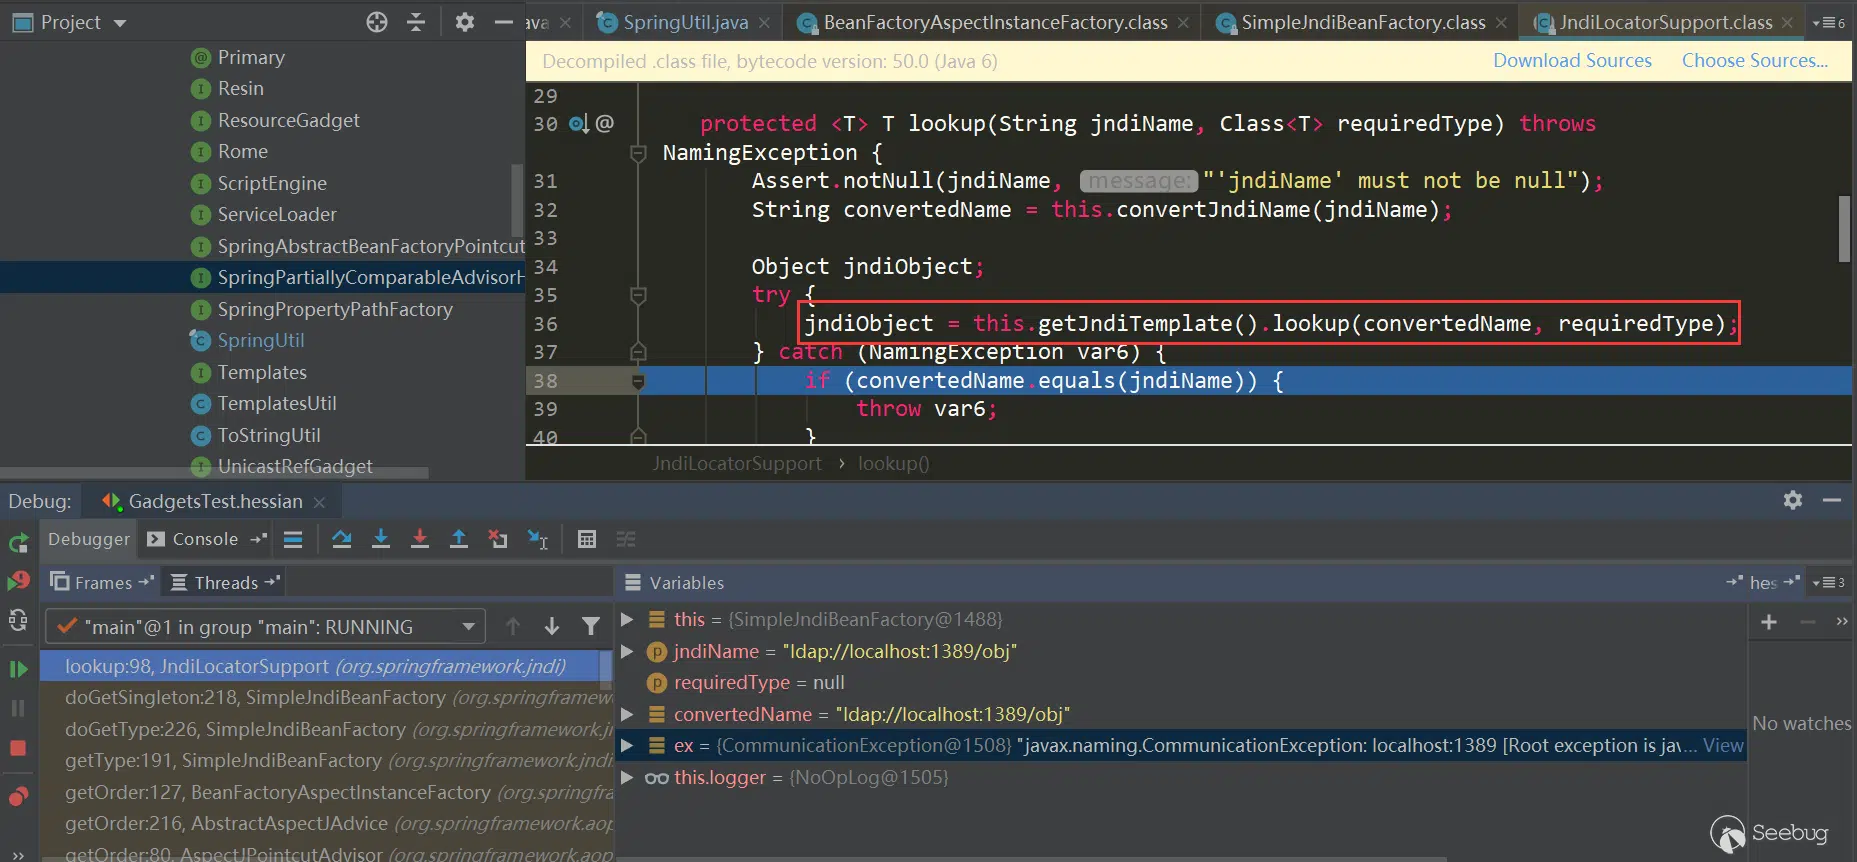 Project
ava
SpringUtil.java
BeanFactoryAspectInstanceFactory.class
SimpleJndiBeanFactory.class
JndiLocatorSupport.class
6
Primary
Resin
ResourceGadget
Rome
ScriptEngine
ServiceLoader
SpringAbstractBeanFactoryPointcut
SpringPartiallyComparableAdvisorH
SpringPropertyPathFactory
SpringUtil
Templates
TemplatesUtil
ToStringUtil
UnicastRefGadget
Decompiled .class file, bytecode version: 50.0 (Java 6)
Download Sources
Choose Sources...
29
30 @ protected <T> T lookup(String jndiName, Class<T> requiredType) throws
NamingException {
31 Assert.notNull(jndiName, message: "'jndiName' must not be null");
32 String convertedName = this.convertJndiName(jndiName);
33
34 Object jndiObject;
35 try {
36 jndiObject = this.getJndiTemplate().lookup(convertedName, requiredType);
37 } catch (NamingException var6) {
38 if (convertedName.equals(jndiName)) {
39 throw var6;
40 }
JndiLocatorSupport › lookup()
Debug: GadgetsTest.hessian
Debugger
Console
Frames
Threads
"main"@1 in group "main": RUNNING
lookup:98, JndiLocatorSupport (org.springframework.jndi)
doGetSingleton:218, SimpleJndiBeanFactory (org.springframew
doGetType:226, SimpleJndiBeanFactory (org.springframework.jn
getType:191, SimpleJndiBeanFactory (org.springframework.jndi
getOrder:127, BeanFactoryAspectInstanceFactory (org.springfra
getOrder:216, AbstractAspectJAdvice (org.springframework.aop
getOrder:80, AspectJPointcutAdvisor (org.springframework.aop
Variables
hes
3
this = {SimpleJndiBeanFactory@1488}
jndiName = "ldap://localhost:1389/obj"
requiredType = null
convertedName = "ldap://localhost:1389/obj"
ex = {CommunicationException@1508} "javax.naming.CommunicationException: localhost:1389 [Root exception is jav... View
this.logger = {NoOpLog@1505}
No watches
Seebug